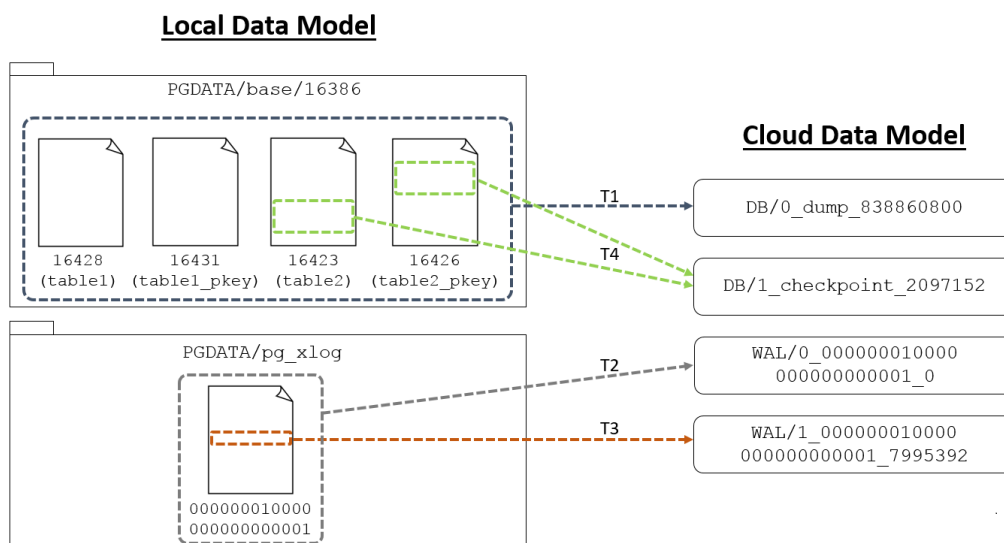 Local Data Model
PGDATA/base/16386
16428
(table1)
16431
(table1_pkey)
16423
(table2)
16426
(table2_pkey)
PGDATA/pg_xlog
000000010000
000000000001
T1
T4
T2
T3
Cloud Data Model
DB/0_dump_838860800
DB/1_checkpoint_2097152
WAL/0_000000010000
000000000001_0
WAL/1_000000010000
000000000001_7995392